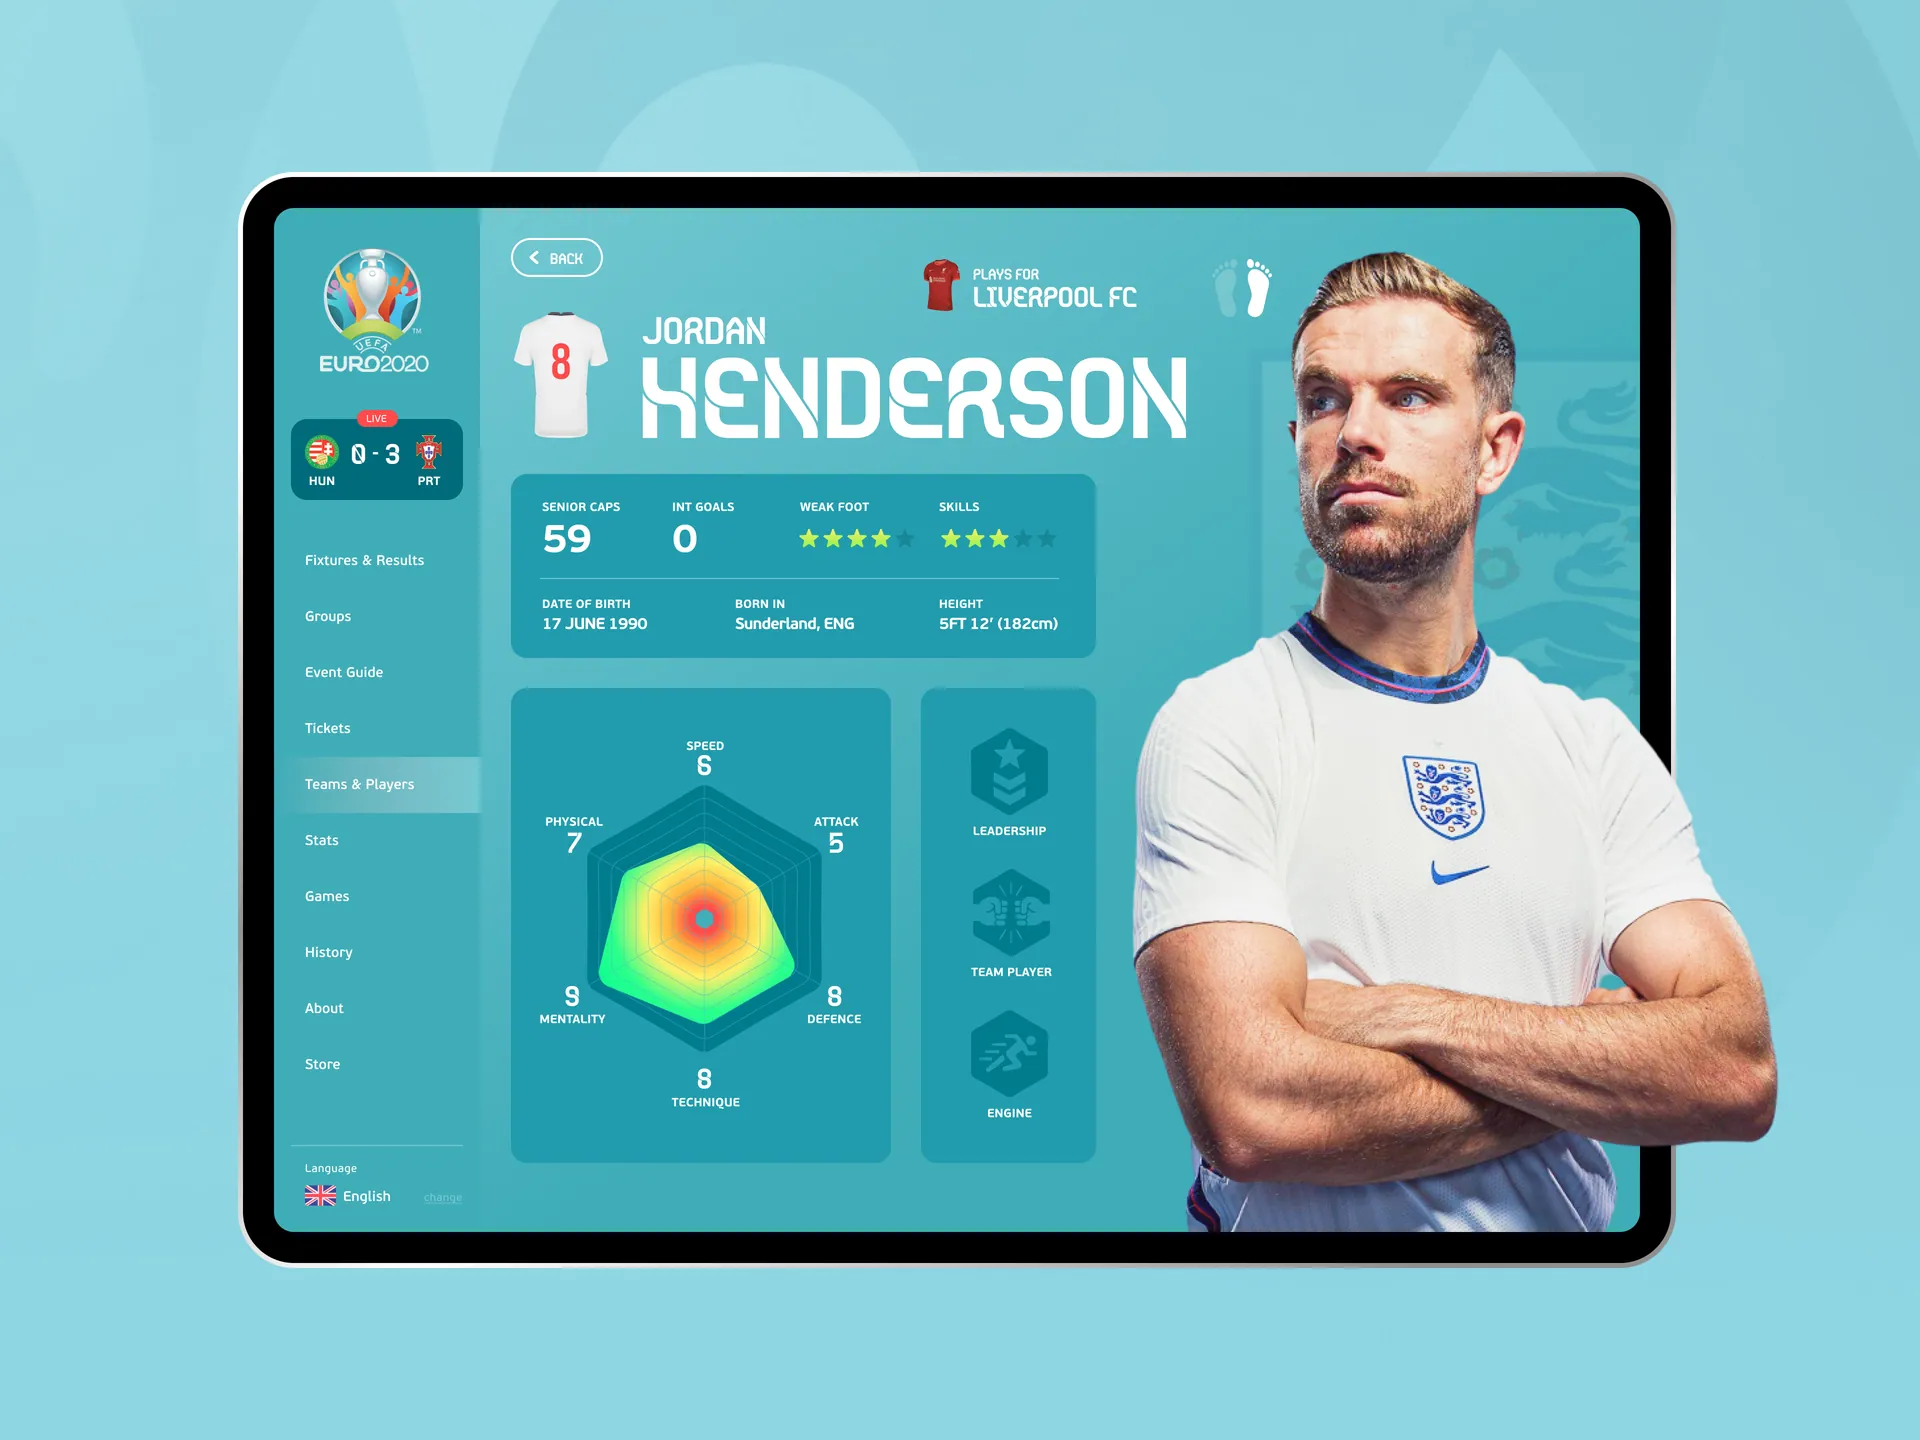 UEFA
EURO2020
™
LIVE
0 - 3
HUN
PRT
Fixtures & Results
Groups
Event Guide
Tickets
Teams & Players
Stats
Games
History
About
Store
Language
English
change
BACK
PLAYS FOR
LIVERPOOL FC
8
JORDAN
HENDERSON
SENIOR CAPS
59
INT GOALS
0
WEAK FOOT
SKILLS
DATE OF BIRTH
17 JUNE 1990
BORN IN
Sunderland, ENG
HEIGHT
5FT 12’ (182cm)
SPEED
6
ATTACK
5
8
DEFENCE
8
TECHNIQUE
9
MENTALITY
PHYSICAL
7
LEADERSHIP
TEAM PLAYER
ENGINE